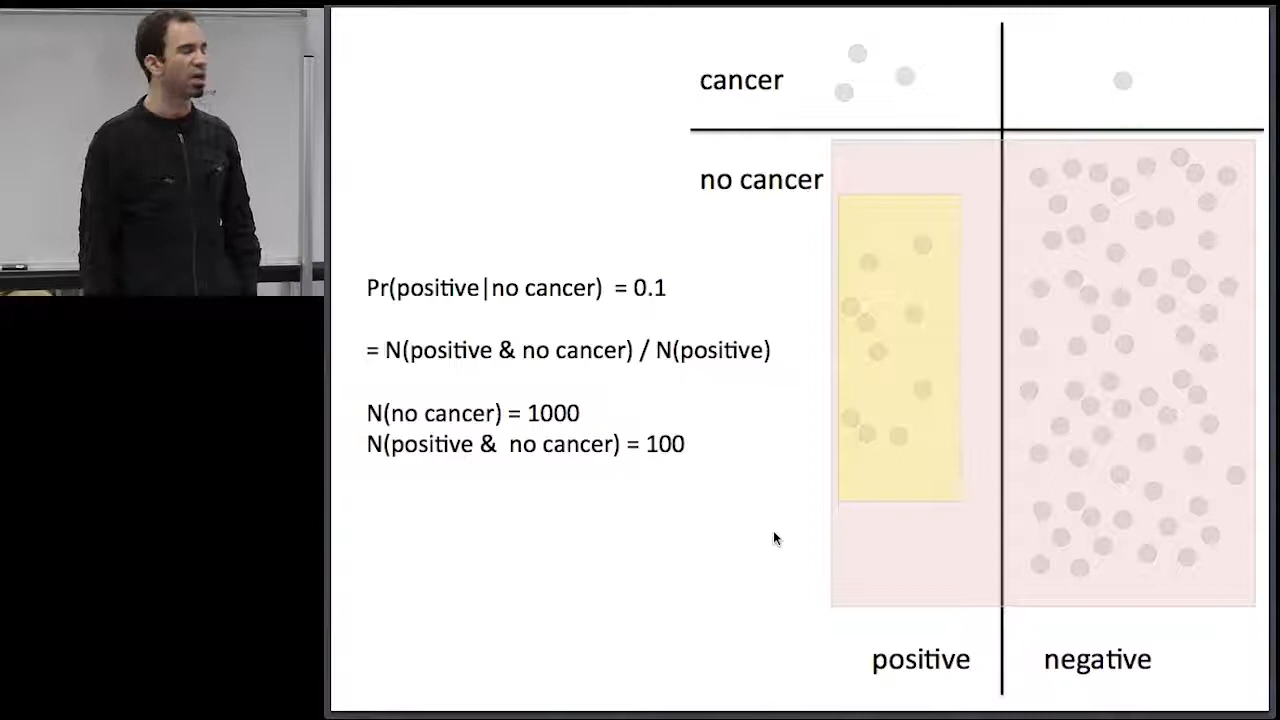 cancer
no cancer
Pr(positive|no cancer) = 0.1
= N(positive & no cancer) / N(positive)
N(no cancer) = 1000
N(positive & no cancer) = 100
positive
negative